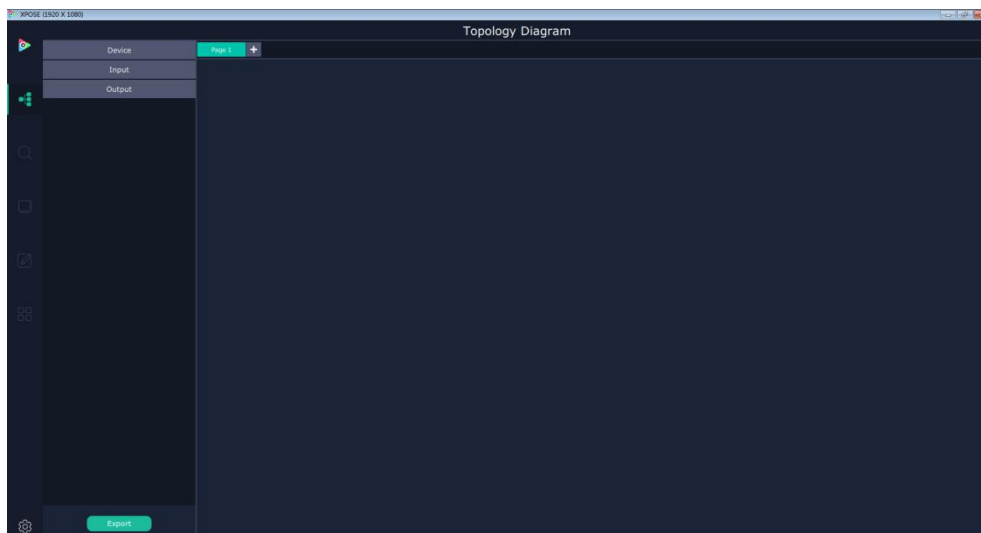 XPOSE (1920 X 1080)
Topology Diagram
Device
Page 1 +
Input
Output
Export